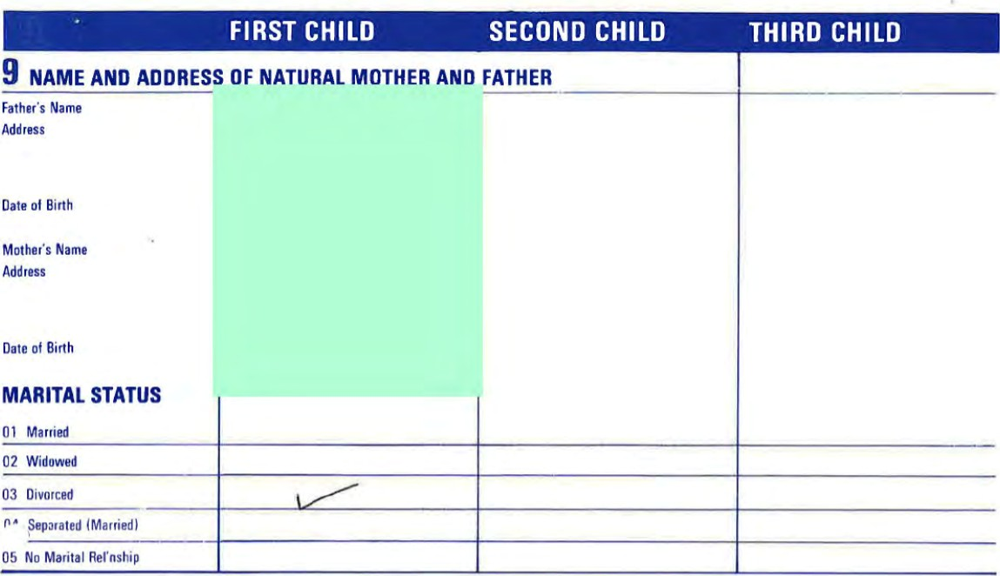 FIRST CHILD SECOND CHILD THIRD CHILD
9 NAME AND ADDRESS OF NATURAL MOTHER AND FATHER
Father's Name
Address
Date of Birth
Mother's Name
Address
Date of Birth
MARITAL STATUS
01 Married
02 Widowed
03 Divorced ✓
04 Separated (Married)
05 No Marital Rel'nship